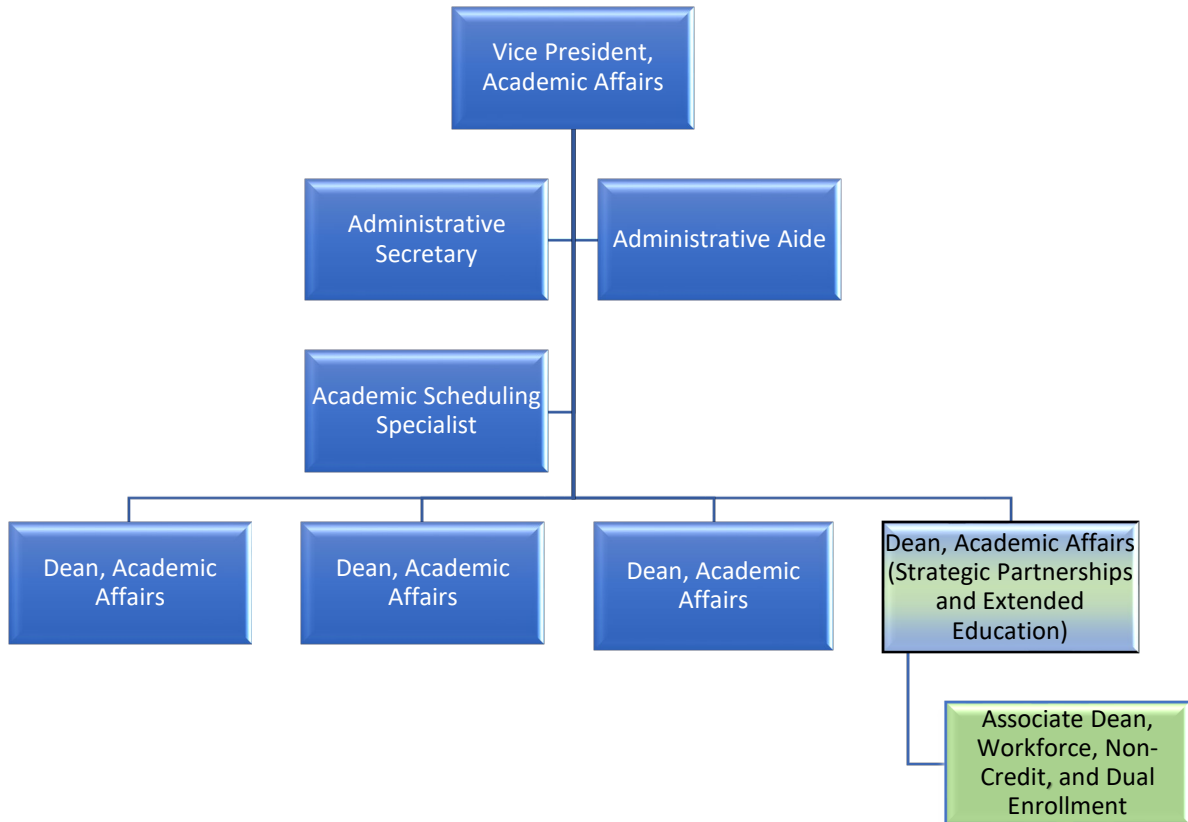 Vice President,
Academic Affairs
Administrative
Secretary
Administrative Aide
Academic Scheduling
Specialist
Dean, Academic
Affairs
Dean, Academic
Affairs
Dean, Academic
Affairs
Dean, Academic Affairs
(Strategic Partnerships
and Extended
Education)
Associate Dean,
Workforce, Non-
Credit, and Dual
Enrollment